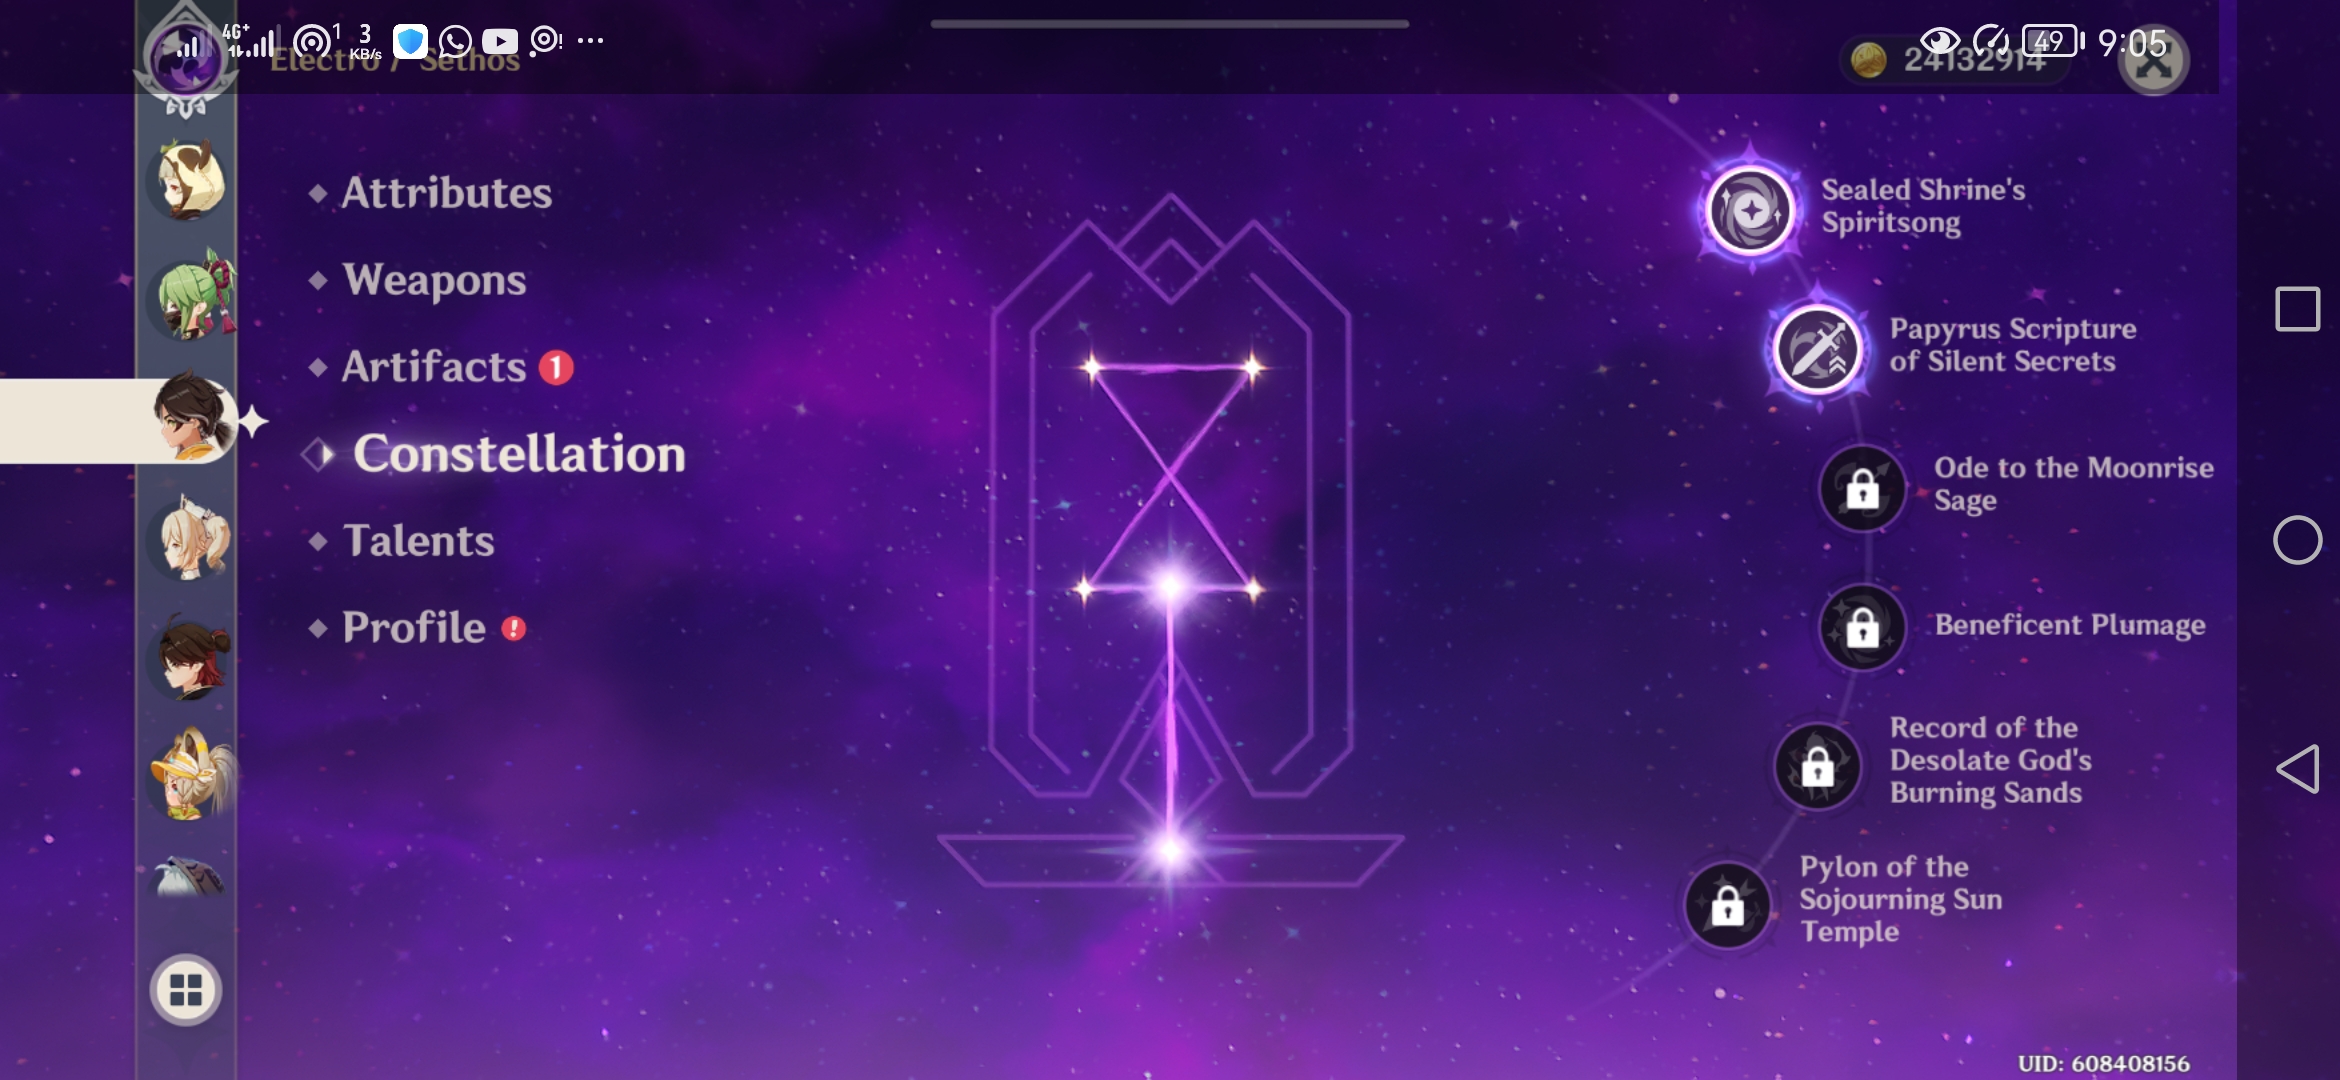 4G+
1
3
KB/s
49
9:05
Electro / Sethos
24132914
Attributes
Weapons
Artifacts 1
Constellation
Talents
Profile !
Sealed Shrine's
Spiritsong
Papyrus Scripture
of Silent Secrets
Ode to the Moonrise
Sage
Beneficent Plumage
Record of the
Desolate God's
Burning Sands
Pylon of the
Sojourning Sun
Temple
UID: 608408156